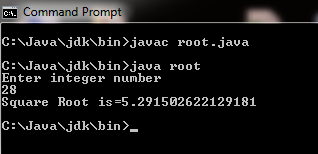 Command Prompt
C:\Java\jdk\bin>javac root.java
C:\Java\jdk\bin>java root
Enter integer number
28
Square Root is=5.291502622129181
C:\Java\jdk\bin>_